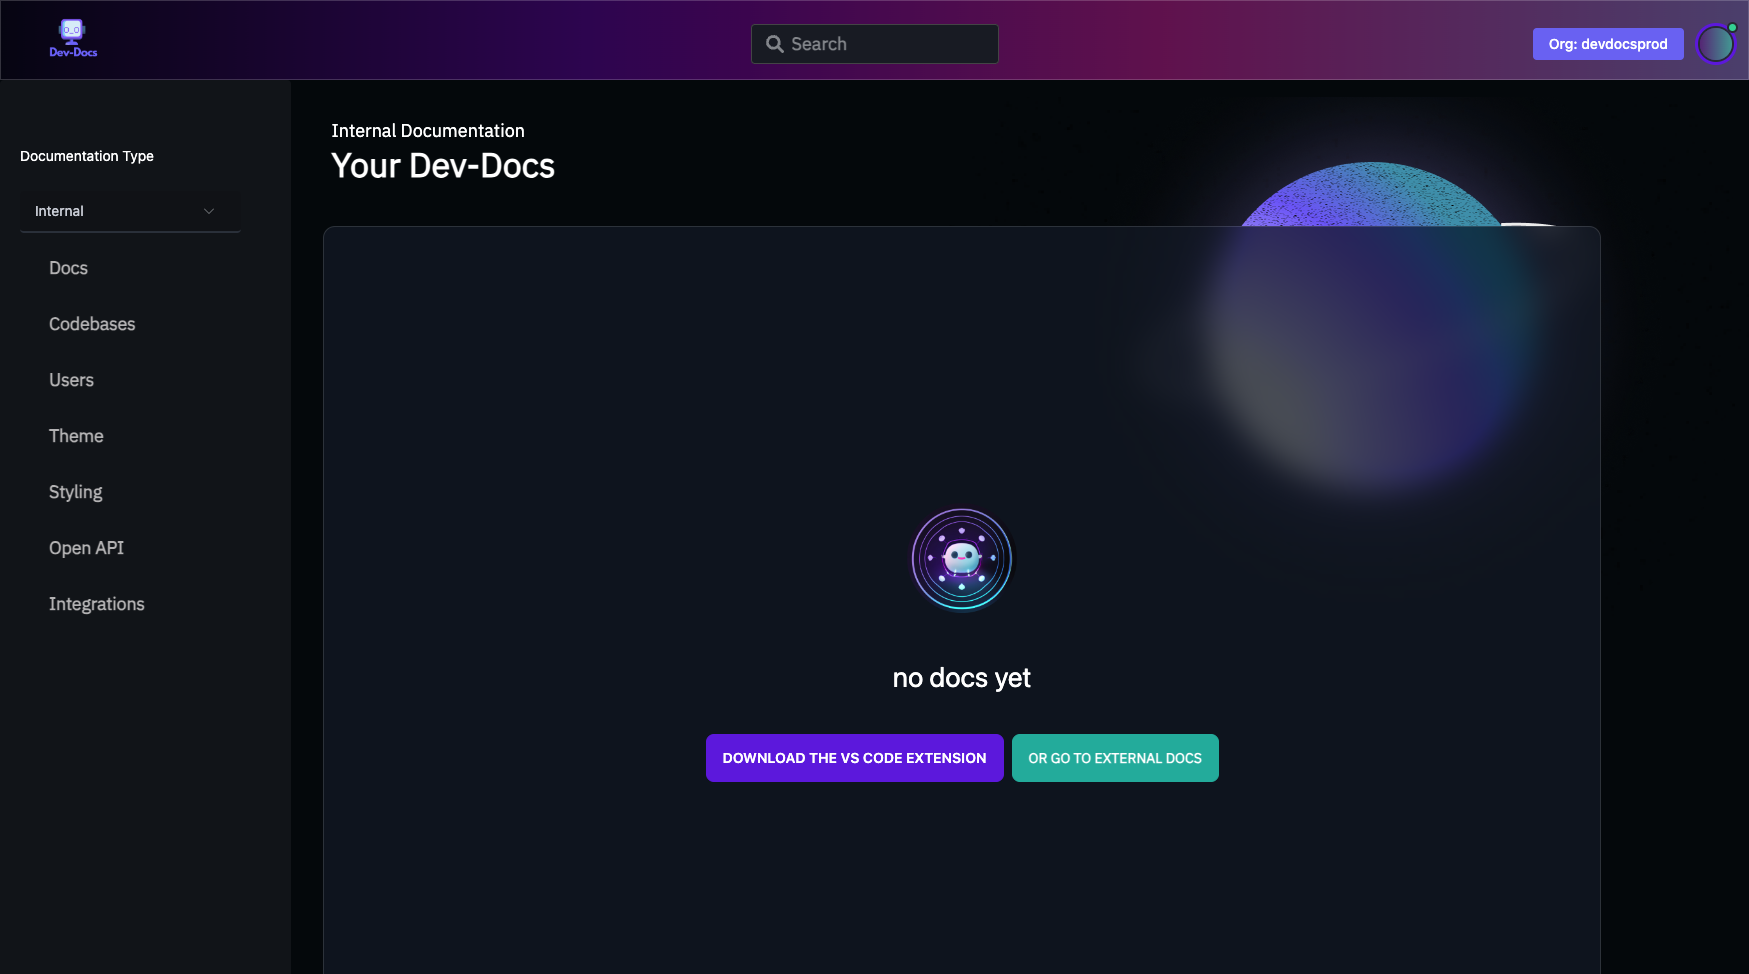 Dev-Docs
Search
Org: devdocsprod
Documentation Type
Internal
Docs
Codebases
Users
Theme
Styling
Open API
Integrations
Internal Documentation
Your Dev-Docs
no docs yet
DOWNLOAD THE VS CODE EXTENSION
OR GO TO EXTERNAL DOCS